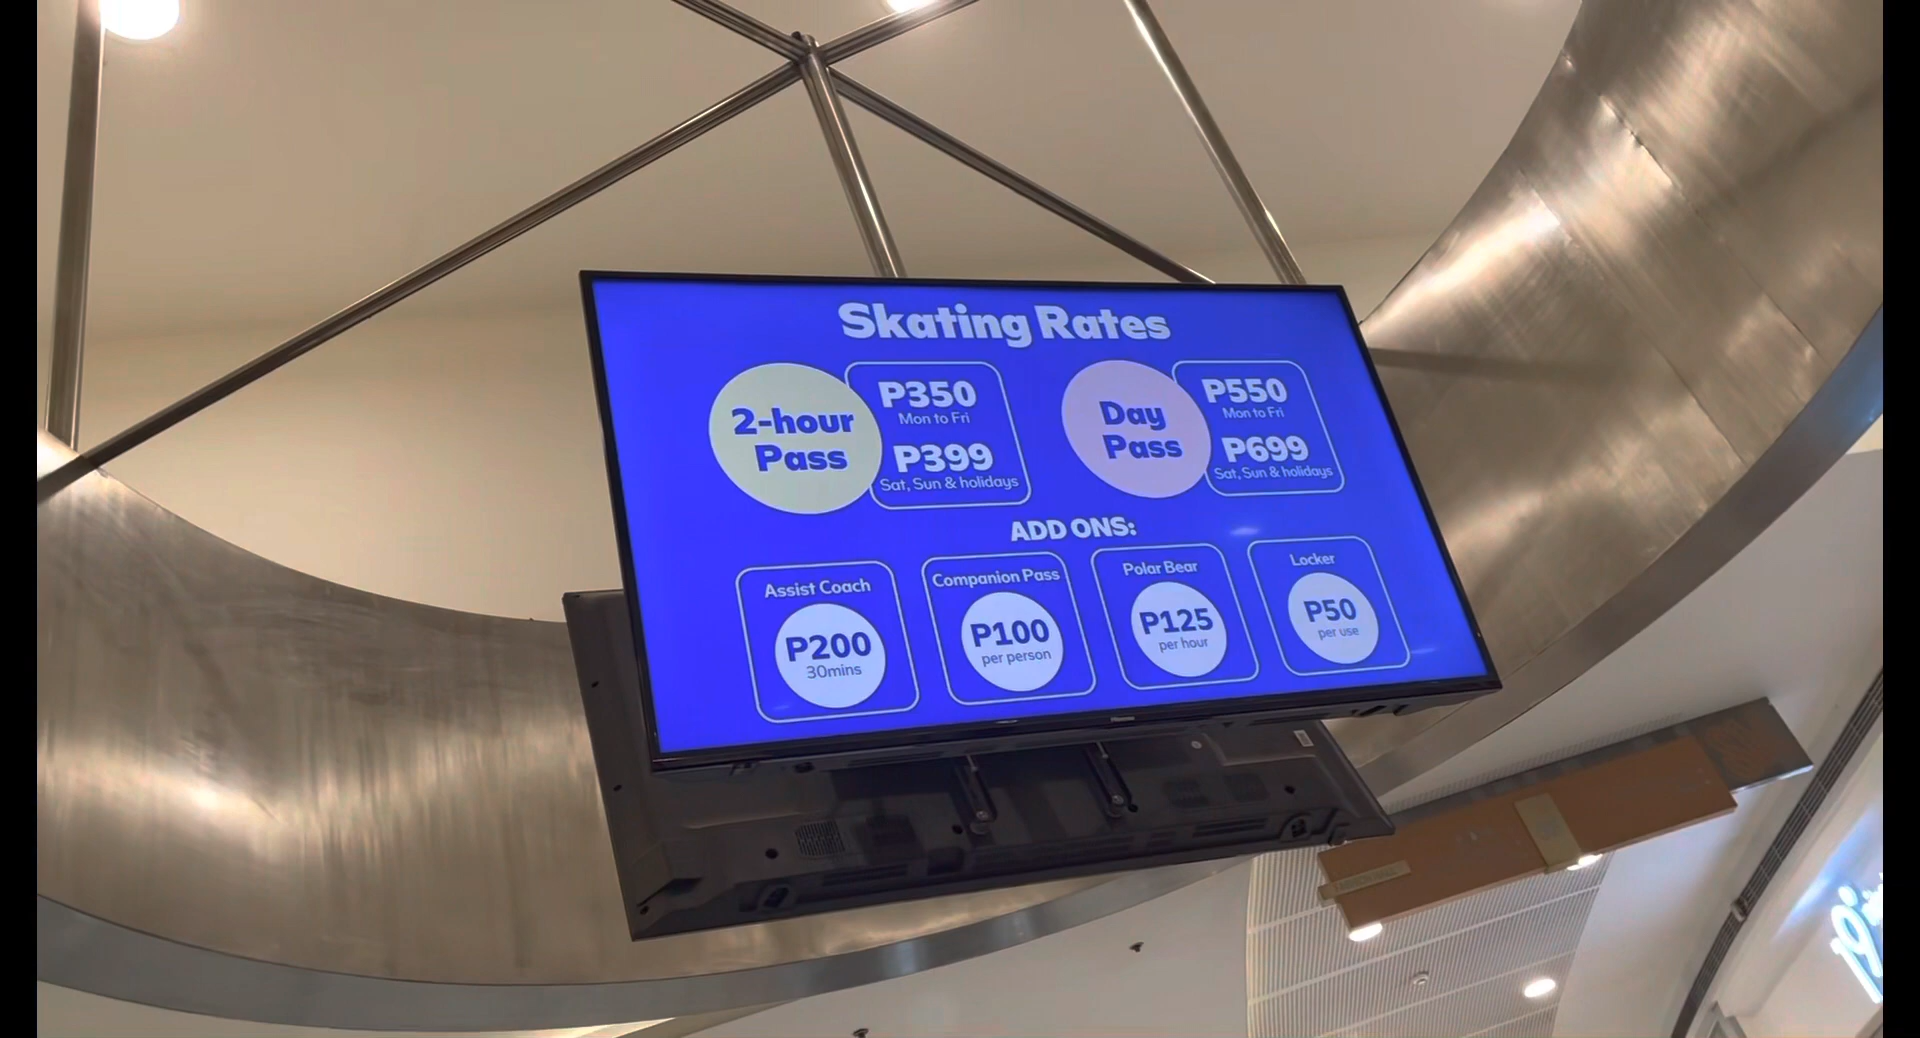 Skating Rates
2-hour
Pass
P350
Mon to Fri
P399
Sat, Sun & holidays
Day
Pass
P550
Mon to Fri
P699
Sat, Sun & holidays
ADD ONS:
Assist Coach
P200
30mins
Companion Pass
P100
per person
Polar Bear
P125
per hour
Locker
P50
per use
Hisense